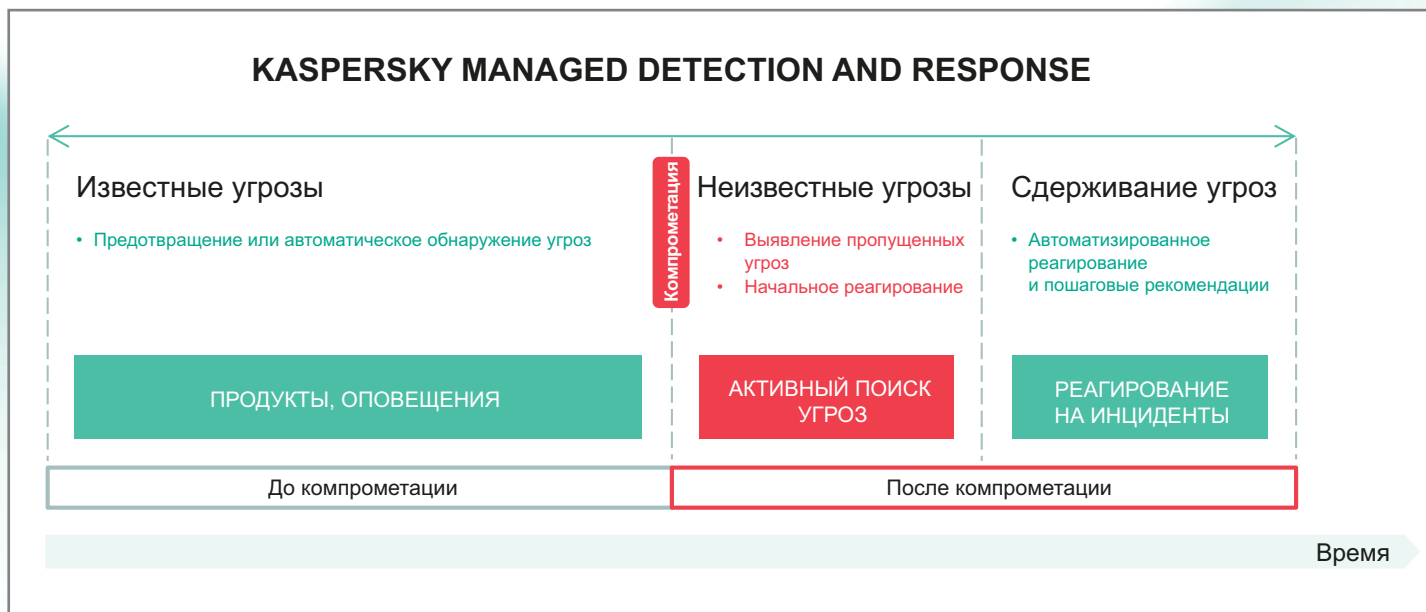 KASPERSKY MANAGED DETECTION AND RESPONSE
Известные угрозы
• Предотвращение или автоматическое обнаружение угроз
Компрометация
Неизвестные угрозы
• Выявление пропущенных
угроз
• Начальное реагирование
Сдерживание угроз
• Автоматизированное
реагирование
и пошаговые рекомендации
ПРОДУКТЫ, ОПОВЕЩЕНИЯ
АКТИВНЫЙ ПОИСК
УГРОЗ
РЕАГИРОВАНИЕ
НА ИНЦИДЕНТЫ
До компрометации
После компрометации
Время